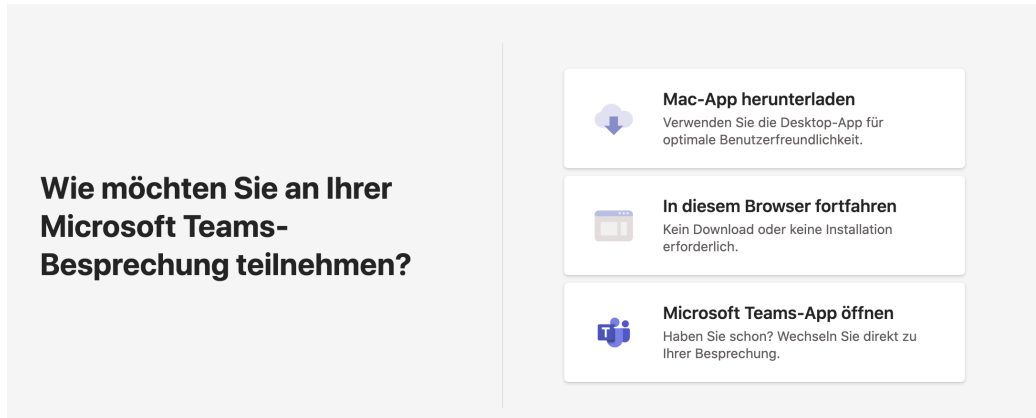 Wie möchten Sie an Ihrer
Microsoft Teams-
Besprechung teilnehmen?
Mac-App herunterladen
Verwenden Sie die Desktop-App für
optimale Benutzerfreundlichkeit.
In diesem Browser fortfahren
Kein Download oder keine Installation
erforderlich.
Microsoft Teams-App öffnen
Haben Sie schon? Wechseln Sie direkt zu
Ihrer Besprechung.